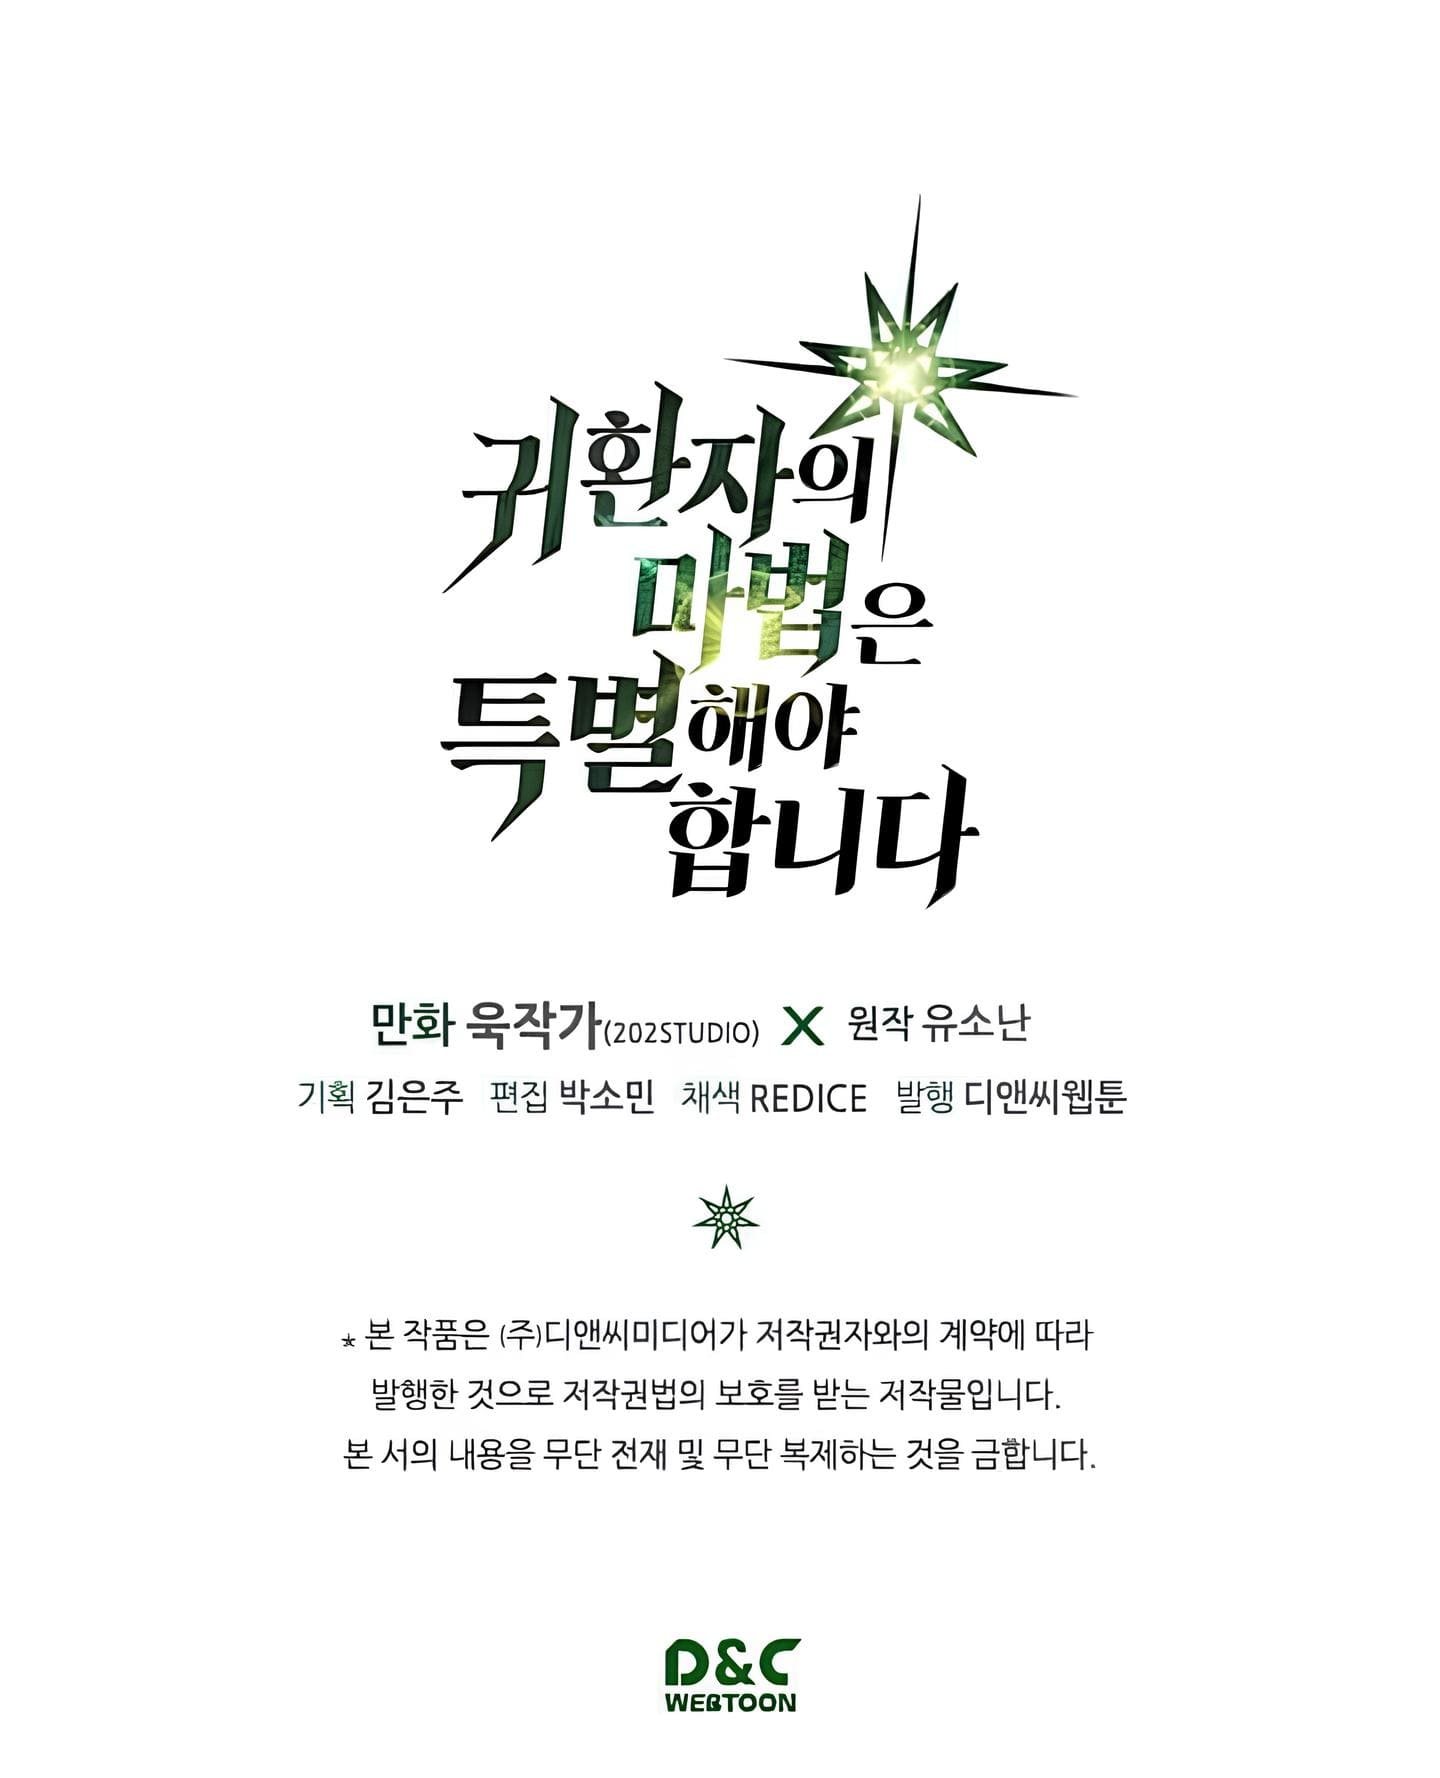 귀환자의
마법은
특별해야
합니다
만화 욱작가(202STUDIO) X 원작 유소난
기획 김은주 편집 박소민 채색 REDICE 발행 디앤씨웹툰
* 본 작품은 (주)디앤씨미디어가 저작권자와의 계약에 따라
발행한 것으로 저작권법의 보호를 받는 저작물입니다.
본 서의 내용을 무단 전재 및 무단 복제하는 것을 금합니다.
D&C
WEBTOON